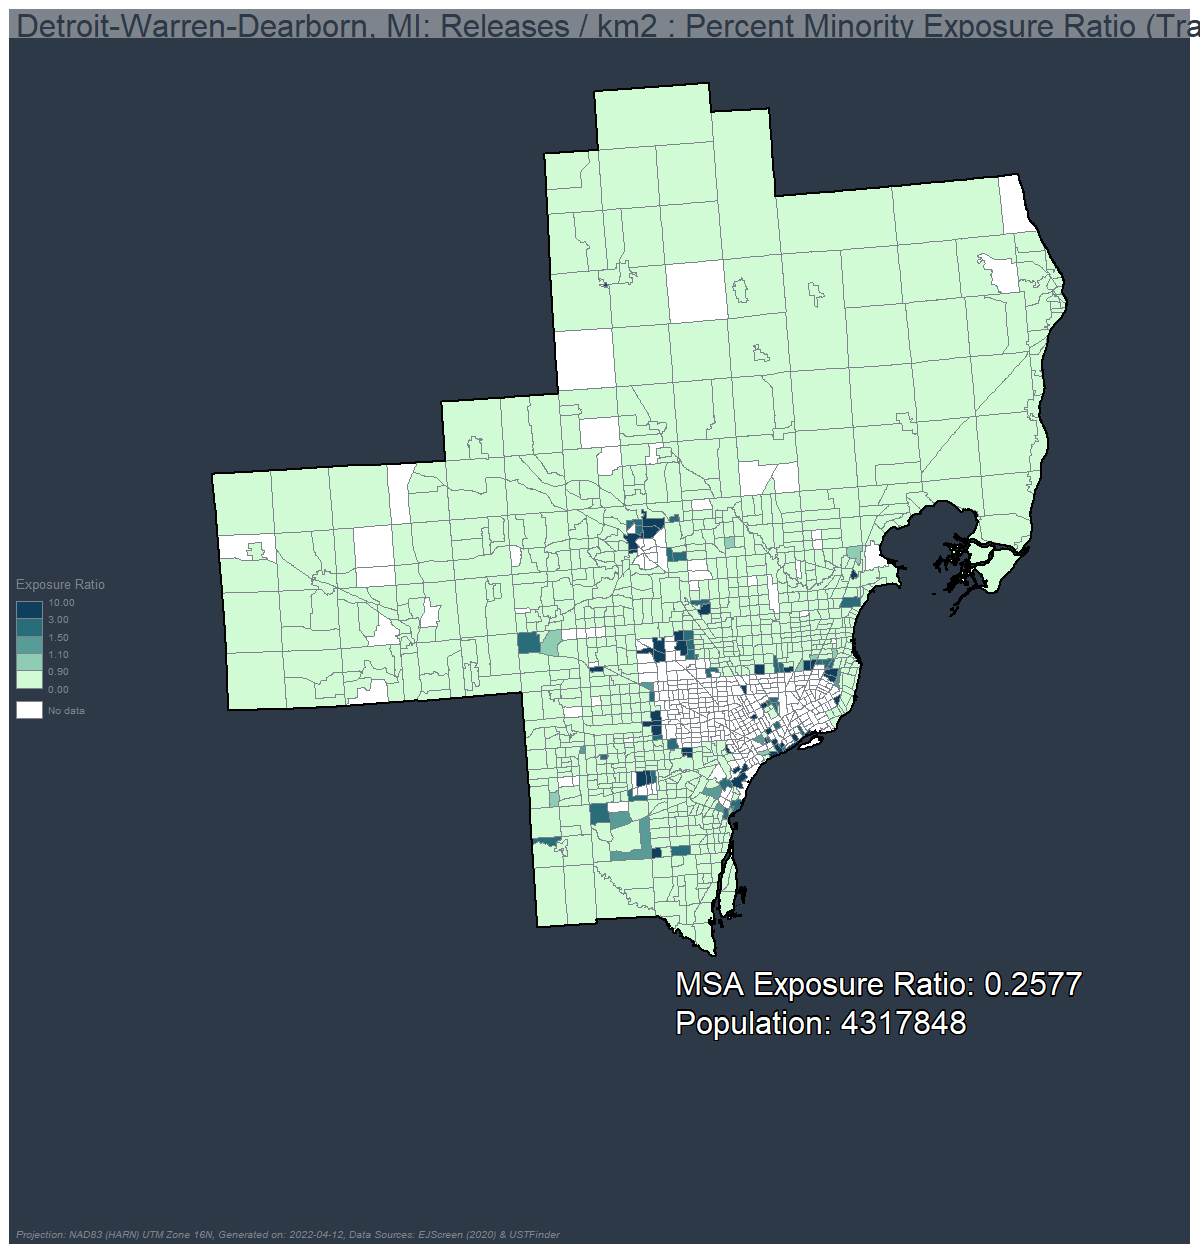 Detroit-Warren-Dearborn, MI: Releases / km2 : Percent Minority Exposure Ratio (Tra
Exposure Ratio
10.00
3.00
1.50
1.10
0.90
0.00
No data
MSA Exposure Ratio: 0.2577
Population: 4317848
Projection: NAD83 (HARN) UTM Zone 16N, Generated on: 2022-04-12, Data Sources: EJScreen (2020) & USTFinder